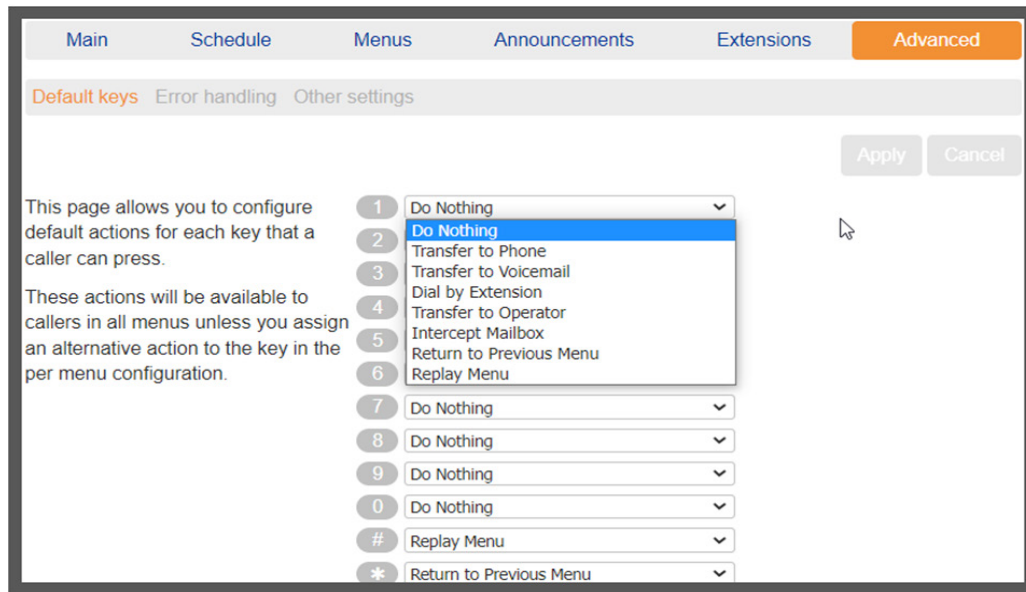 Main Schedule Menus Announcements Extensions Advanced
Default keys Error handling Other settings
Apply Cancel
This page allows you to configure
default actions for each key that a
caller can press.
These actions will be available to
callers in all menus unless you assign
an alternative action to the key in the
per menu configuration.
1 Do Nothing
Do Nothing
2 Transfer to Phone
3 Transfer to Voicemail
Dial by Extension
4 Transfer to Operator
5 Intercept Mailbox
Return to Previous Menu
6 Replay Menu
7 Do Nothing
8 Do Nothing
9 Do Nothing
0 Do Nothing
# Replay Menu
* Return to Previous Menu